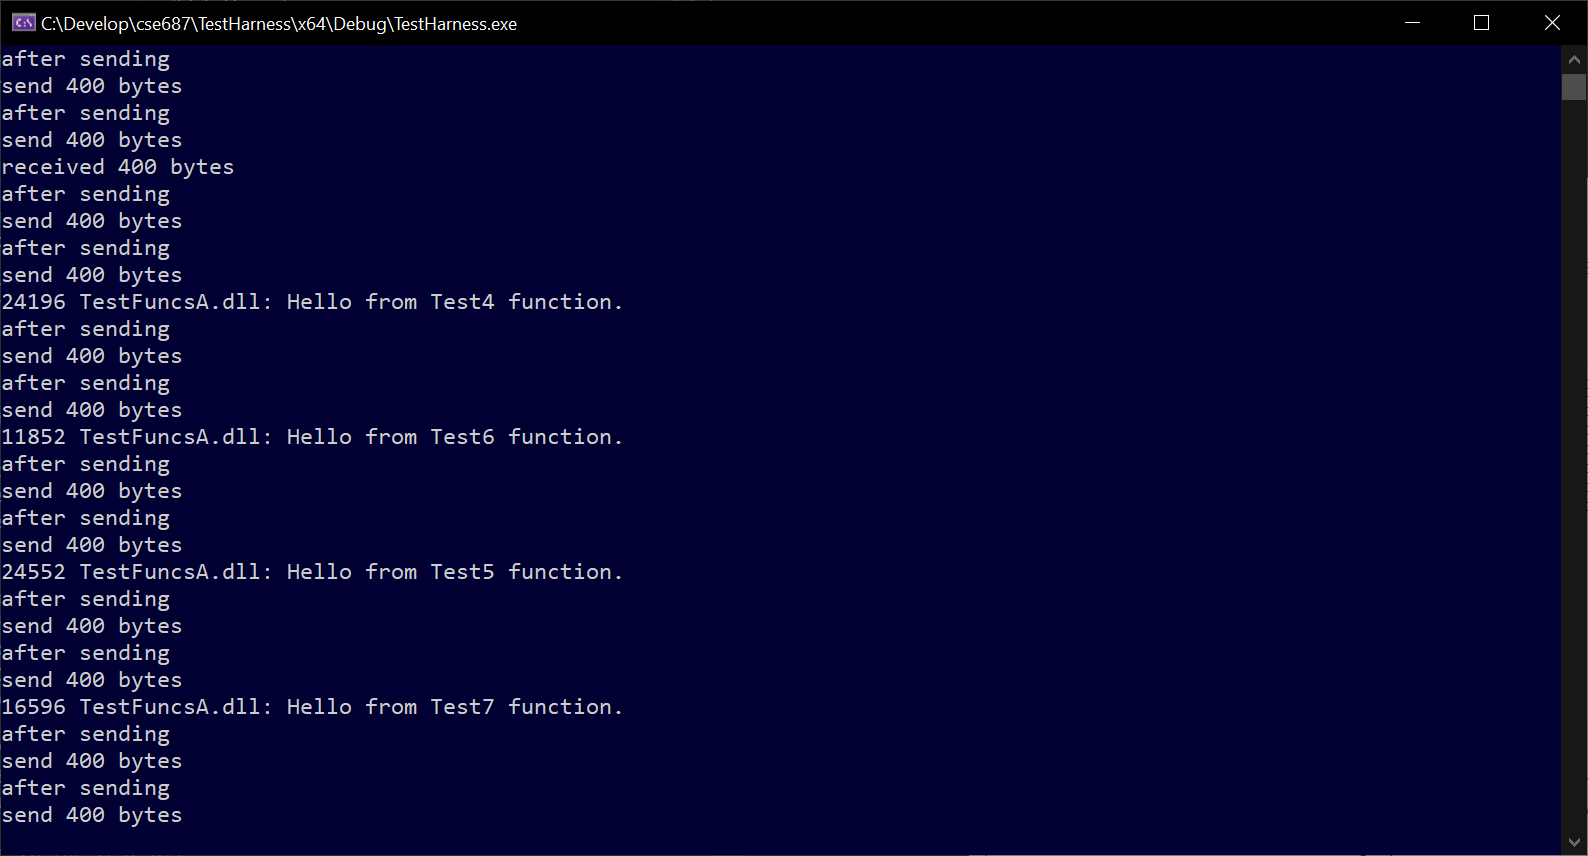 C:\Develop\cse687\TestHarness\x64\Debug\TestHarness.exe
after sending
send 400 bytes
after sending
send 400 bytes
received 400 bytes
after sending
send 400 bytes
after sending
send 400 bytes
24196 TestFuncsA.dll: Hello from Test4 function.
after sending
send 400 bytes
after sending
send 400 bytes
11852 TestFuncsA.dll: Hello from Test6 function.
after sending
send 400 bytes
after sending
send 400 bytes
24552 TestFuncsA.dll: Hello from Test5 function.
after sending
send 400 bytes
after sending
send 400 bytes
16596 TestFuncsA.dll: Hello from Test7 function.
after sending
send 400 bytes
after sending
send 400 bytes